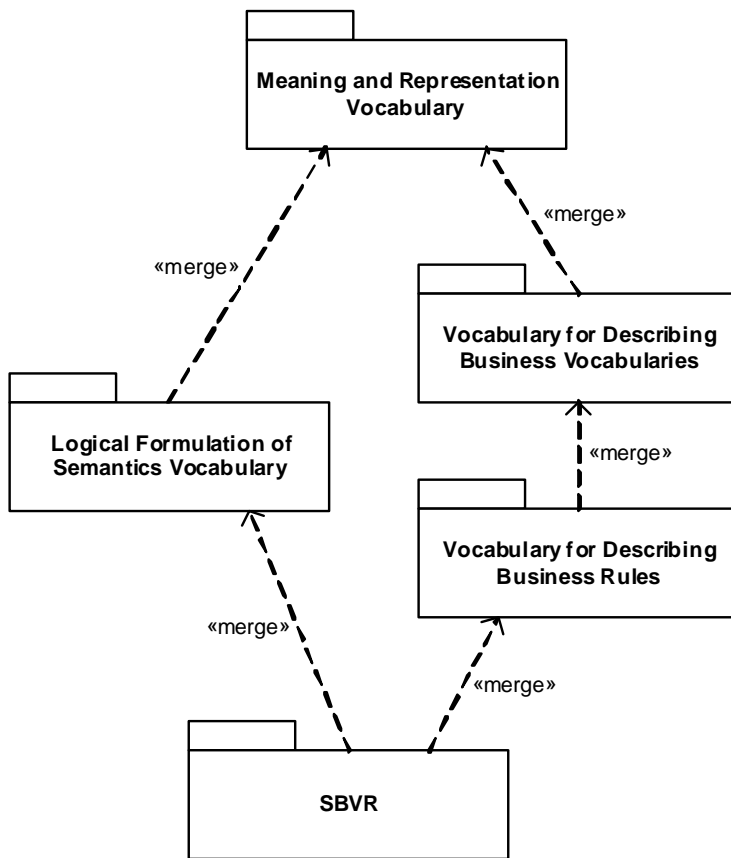 Meaning and Representation
Vocabulary
«merge»
«merge»
Vocabulary for Describing
Business Vocabularies
Logical Formulation of
Semantics Vocabulary
«merge»
Vocabulary for Describing
Business Rules
«merge»
«merge»
SBVR